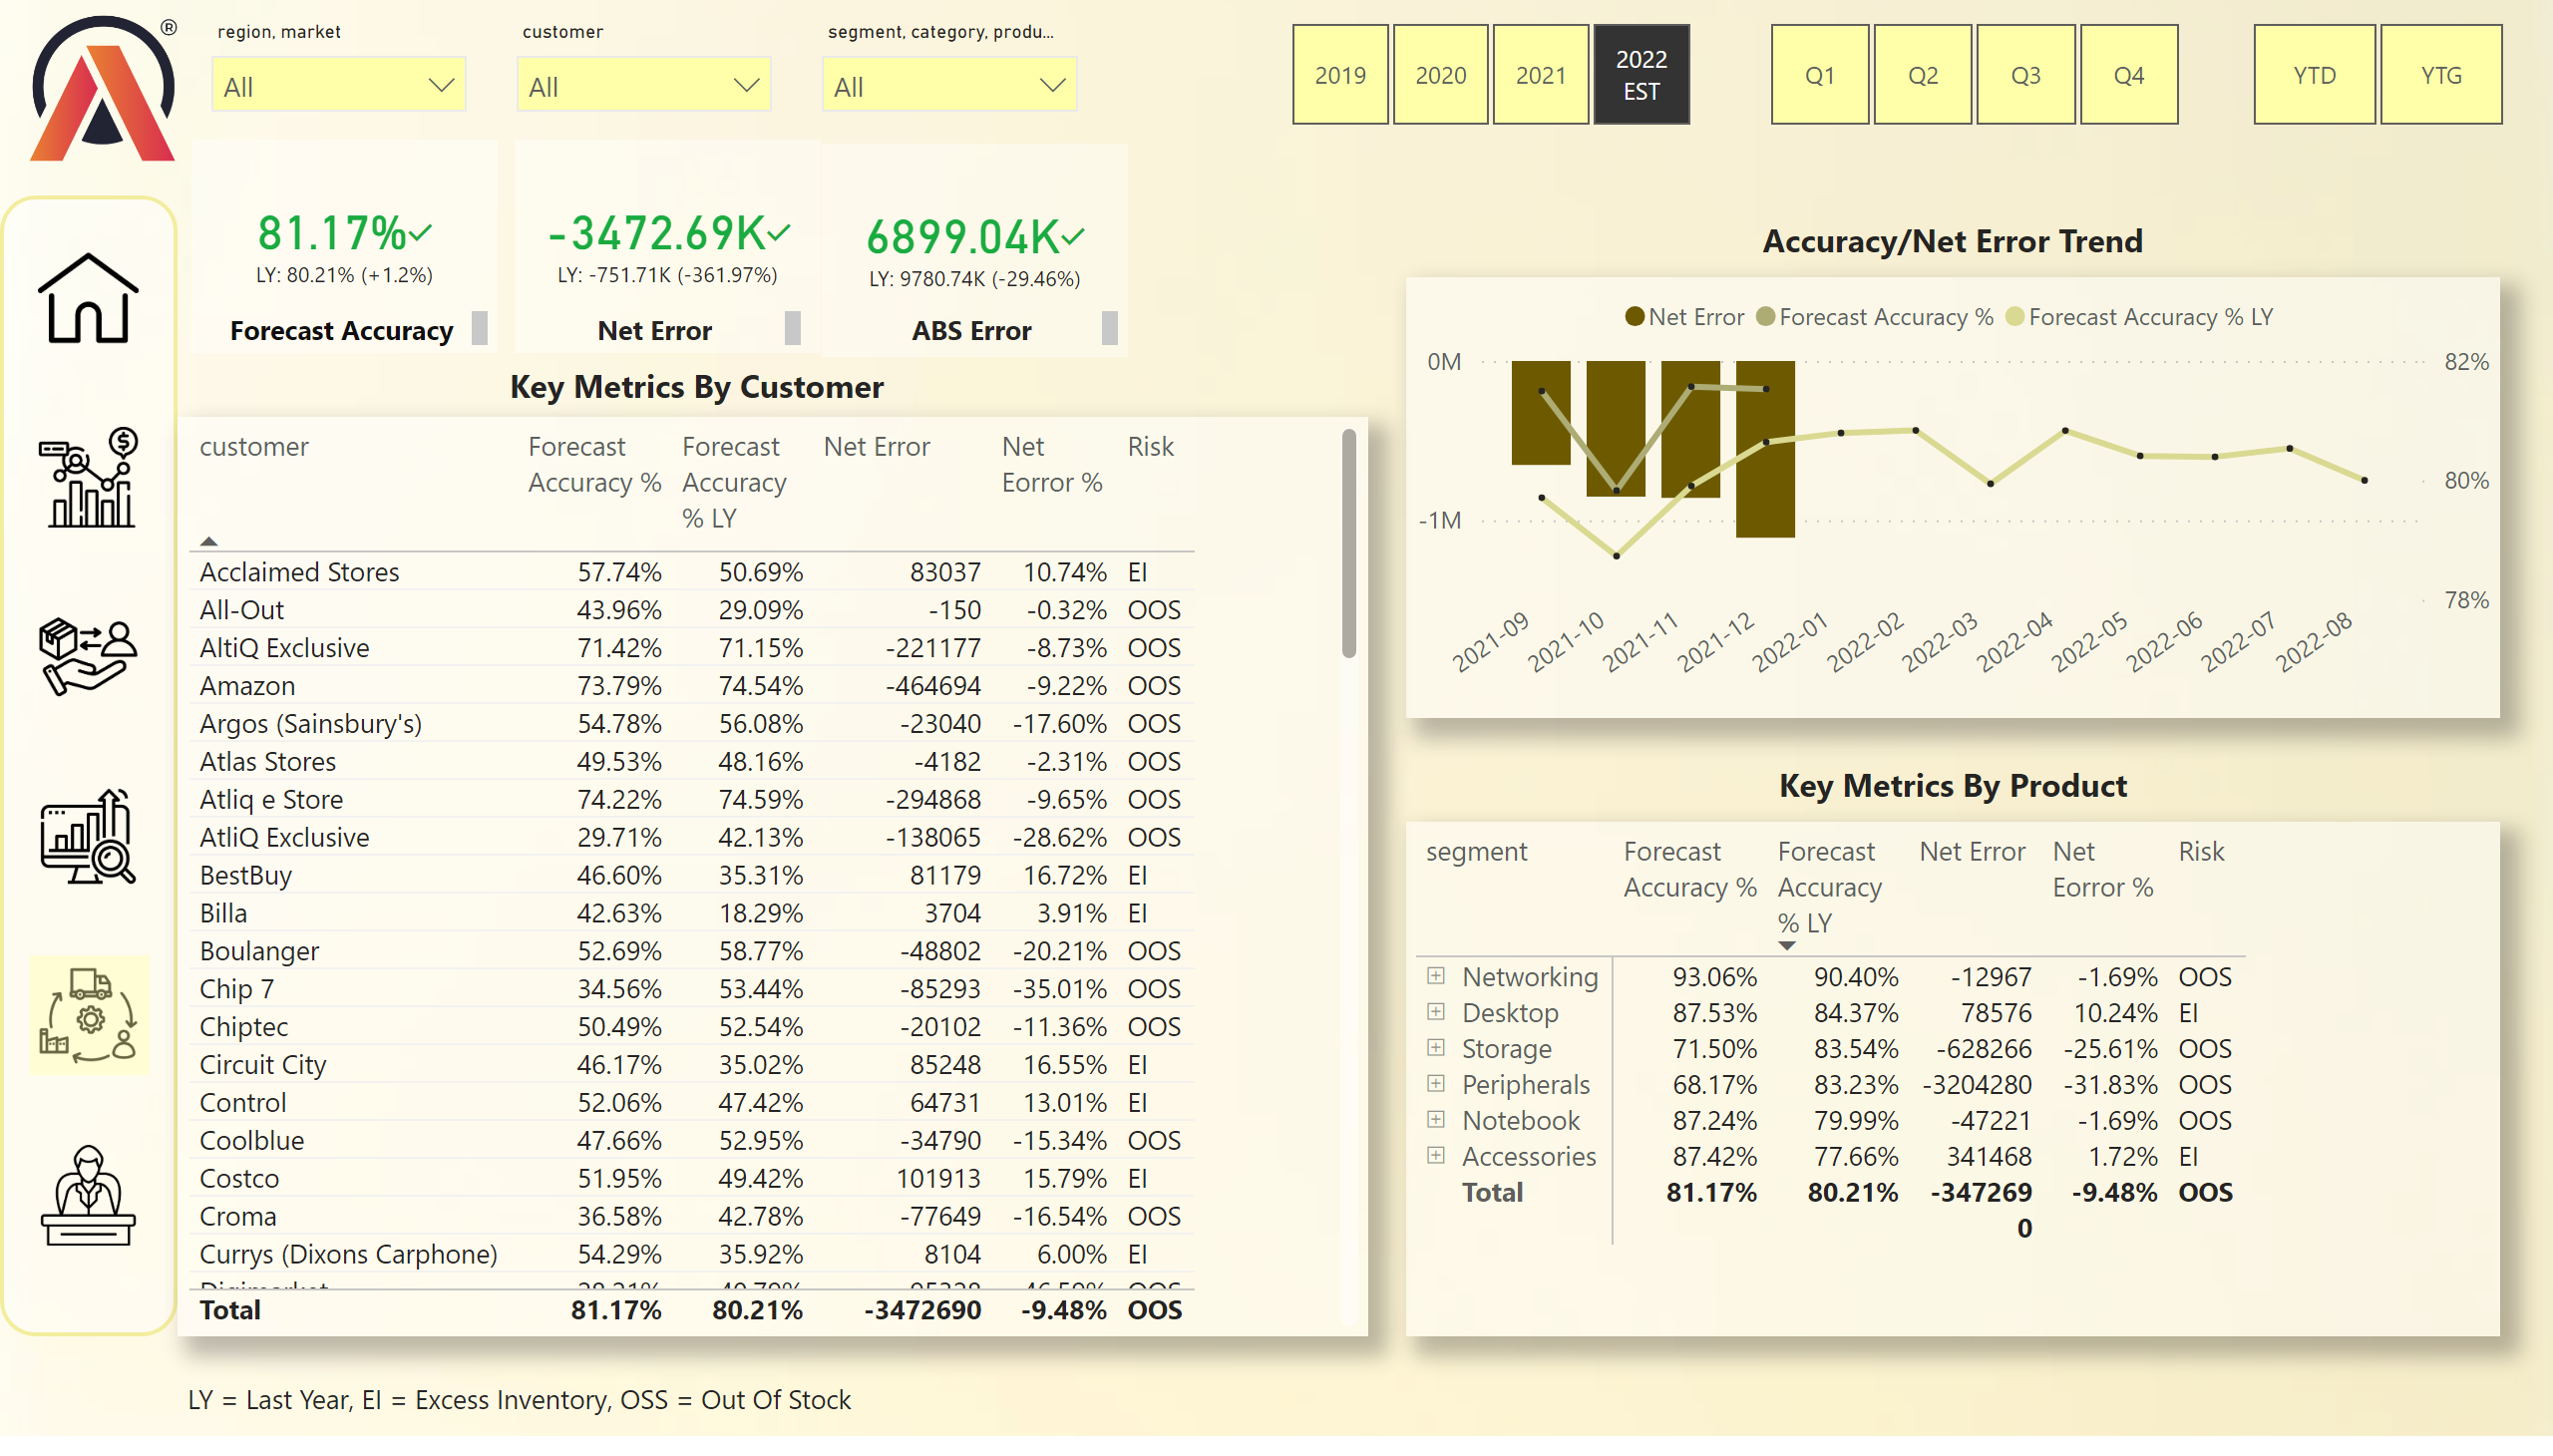 ®
region, market
customer
segment, category, produ...
All
All
All
2019
2020
2021
2022
EST
Q1
Q2
Q3
Q4
YTD
YTG
81.17%
LY: 80.21% (+1.2%)
Forecast Accuracy
-3472.69K
LY: -751.71K (-361.97%)
Net Error
6899.04K
LY: 9780.74K (-29.46%)
ABS Error
Key Metrics By Customer
customer Forecast Accuracy % Forecast Accuracy % LY Net Error Net Eorror % Risk
Acclaimed Stores 57.74% 50.69% 83037 10.74% EI
All-Out 43.96% 29.09% -150 -0.32% OOS
AltiQ Exclusive 71.42% 71.15% -221177 -8.73% OOS
Amazon 73.79% 74.54% -464694 -9.22% OOS
Argos (Sainsbury's) 54.78% 56.08% -23040 -17.60% OOS
Atlas Stores 49.53% 48.16% -4182 -2.31% OOS
Atliq e Store 74.22% 74.59% -294868 -9.65% OOS
AtliQ Exclusive 29.71% 42.13% -138065 -28.62% OOS
BestBuy 46.60% 35.31% 81179 16.72% EI
Billa 42.63% 18.29% 3704 3.91% EI
Boulanger 52.69% 58.77% -48802 -20.21% OOS
Chip 7 34.56% 53.44% -85293 -35.01% OOS
Chiptec 50.49% 52.54% -20102 -11.36% OOS
Circuit City 46.17% 35.02% 85248 16.55% EI
Control 52.06% 47.42% 64731 13.01% EI
Coolblue 47.66% 52.95% -34790 -15.34% OOS
Costco 51.95% 49.42% 101913 15.79% EI
Croma 36.58% 42.78% -77649 -16.54% OOS
Currys (Dixons Carphone) 54.29% 35.92% 8104 6.00% EI
Total 81.17% 80.21% -3472690 -9.48% OOS
Accuracy/Net Error Trend
Net Error Forecast Accuracy % Forecast Accuracy % LY
0M
-1M
82%
80%
78%
2021-09
2021-10
2021-11
2021-12
2022-01
2022-02
2022-03
2022-04
2022-05
2022-06
2022-07
2022-08
Key Metrics By Product
segment Forecast Accuracy % Forecast Accuracy % LY Net Error Net Eorror % Risk
Networking 93.06% 90.40% -12967 -1.69% OOS
Desktop 87.53% 84.37% 78576 10.24% EI
Storage 71.50% 83.54% -628266 -25.61% OOS
Peripherals 68.17% 83.23% -3204280 -31.83% OOS
Notebook 87.24% 79.99% -47221 -1.69% OOS
Accessories 87.42% 77.66% 341468 1.72% EI
Total 81.17% 80.21% -347269 -9.48% OOS
0
LY = Last Year, EI = Excess Inventory, OSS = Out Of Stock